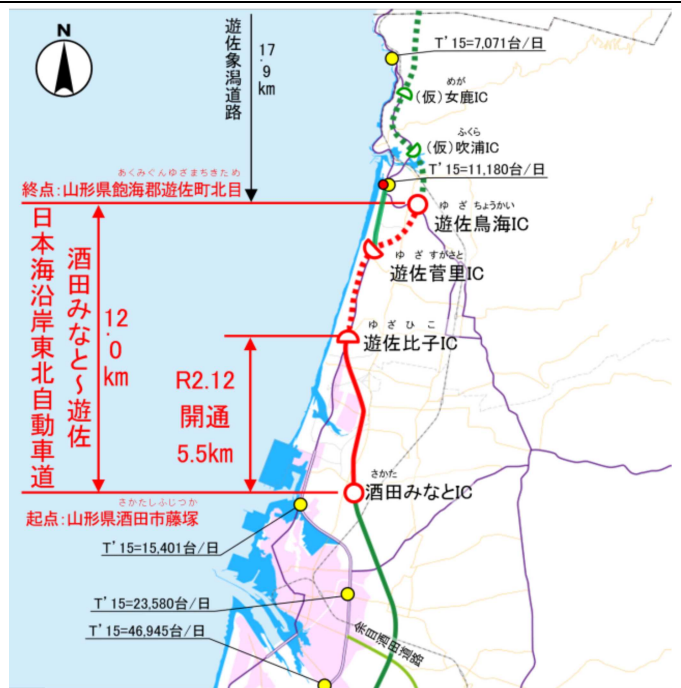 N
遊佐象潟道路
17.9km
T'15=7,071台/日
めが
(仮)女鹿IC
ふくら
(仮)吹浦IC
T'15=11,180台/日
あくみぐんゆざまちきため
終点:山形県飽海郡遊佐町北目
ゆざ ちょうかい
遊佐鳥海IC
日本海沿岸東北自動車道
酒田みなと～遊佐
12.0km
ゆざ すがさと
遊佐菅里IC
ゆざ ひこ
遊佐比子IC
R2.12
開通
5.5km
さかた
酒田みなとIC
さかたしふじつか
起点:山形県酒田市藤塚
T'15=15,401台/日
T'15=23,580台/日
T'15=46,945台/日
余目酒田道路